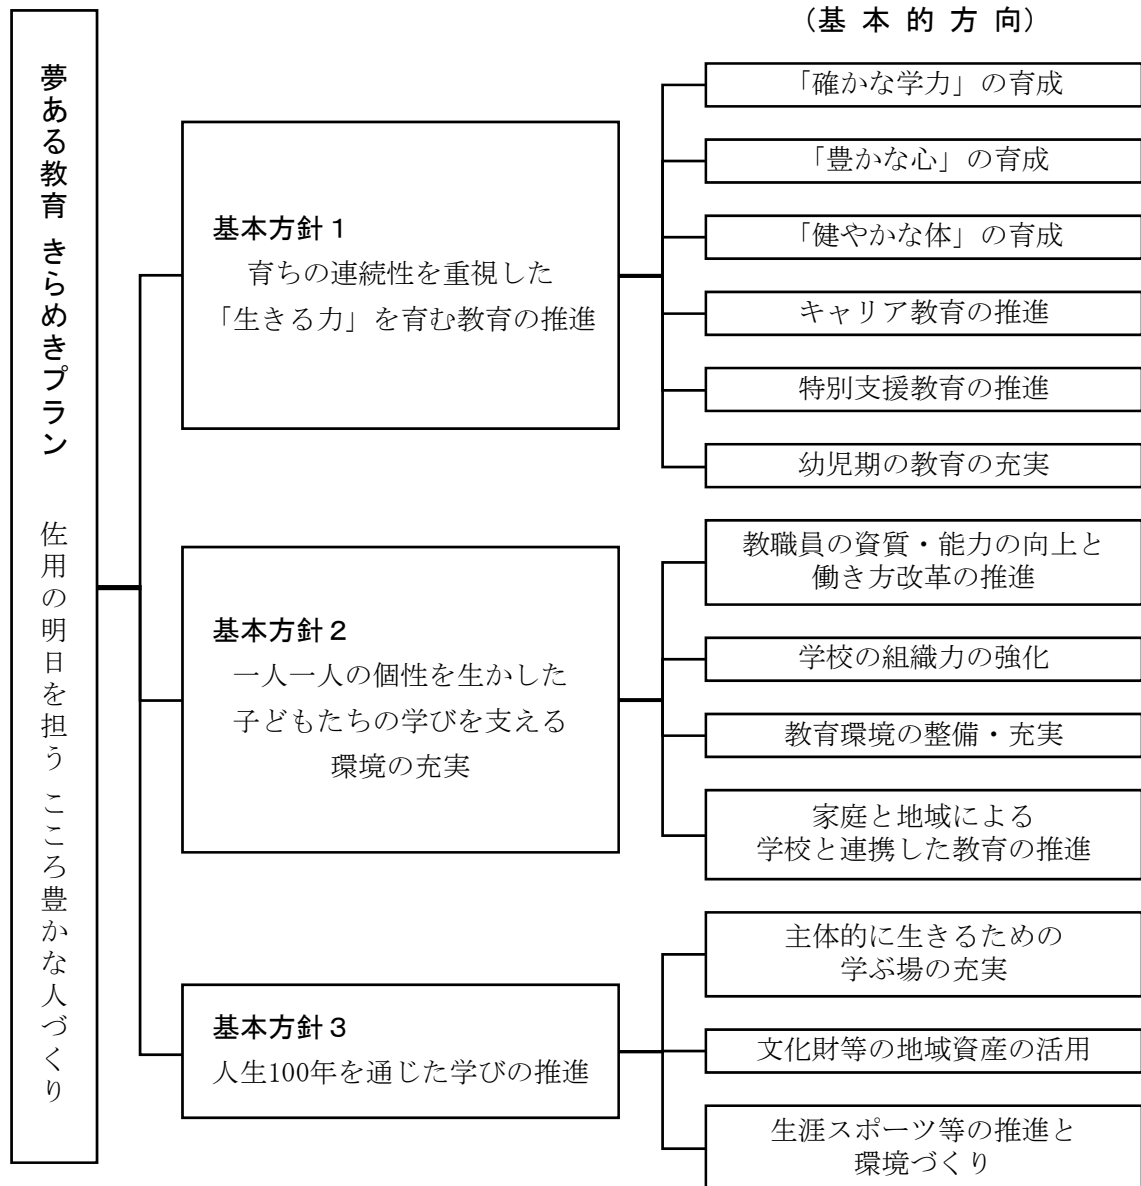 (基本的方向)
夢ある教育 きらめきプラン 佐用の明日を担う こころ豊かな人づくり
基本方針1
育ちの連続性を重視した
「生きる力」を育む教育の推進
「確かな学力」の育成
「豊かな心」の育成
「健やかな体」の育成
キャリア教育の推進
特別支援教育の推進
幼児期の教育の充実
基本方針2
一人一人の個性を生かした
子どもたちの学びを支える
環境の充実
教職員の資質・能力の向上と
働き方改革の推進
学校の組織力の強化
教育環境の整備・充実
家庭と地域による
学校と連携した教育の推進
基本方針3
人生100年を通じた学びの推進
主体的に生きるための
学ぶ場の充実
文化財等の地域資産の活用
生涯スポーツ等の推進と
環境づくり